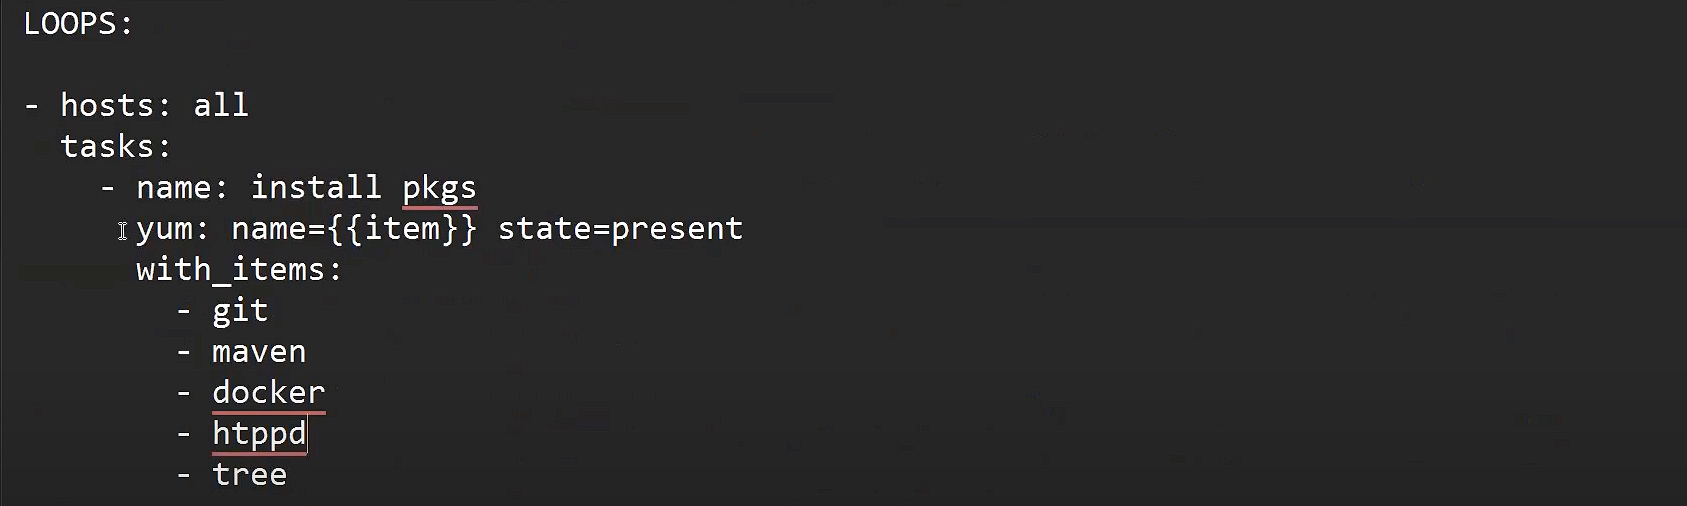 LOOPS:
- hosts: all
tasks:
- name: install pkgs
yum: name={{item}} state=present
with_items:
- git
- maven
- docker
- htppd
- tree